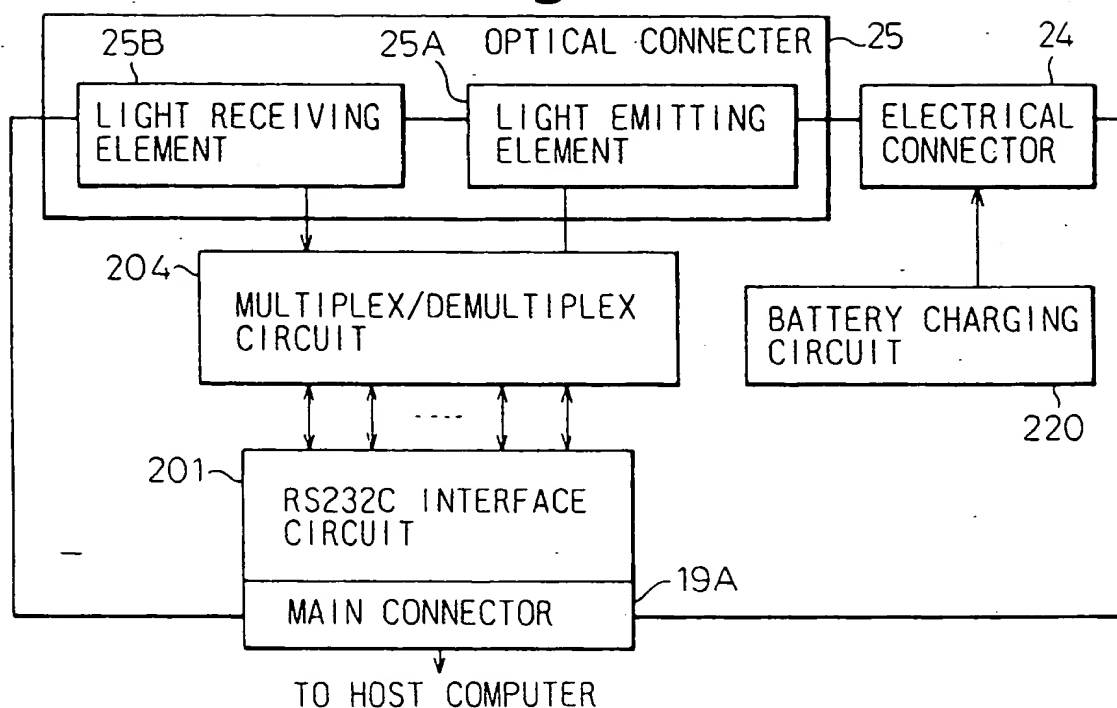 25B
25A
OPTICAL CONNECTER
25
24
LIGHT RECEIVING
ELEMENT
LIGHT EMITTING
ELEMENT
ELECTRICAL
CONNECTOR
204
MULTIPLEX/DEMULTIPLEX
CIRCUIT
BATTERY CHARGING
CIRCUIT
220
201
RS232C INTERFACE
CIRCUIT
19A
MAIN CONNECTOR
TO HOST COMPUTER